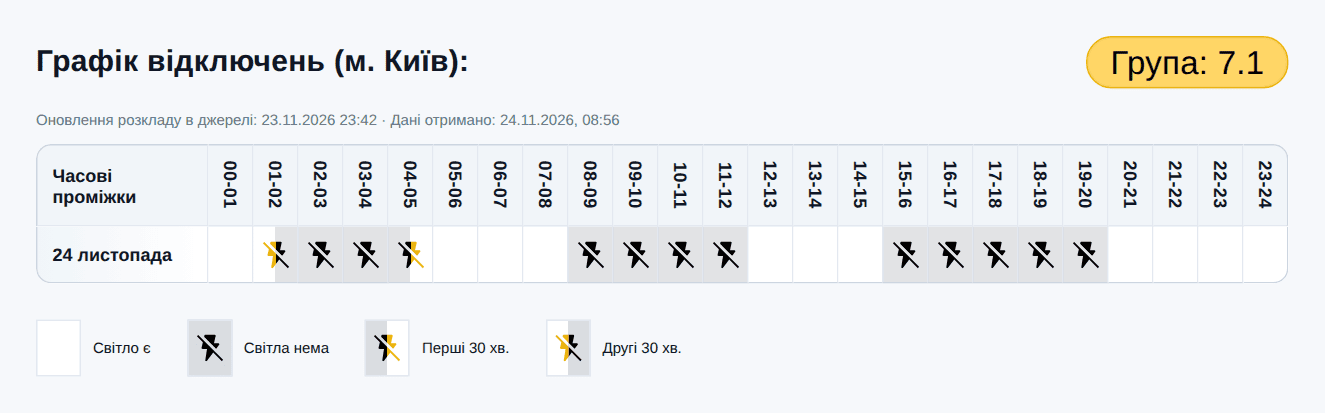 Графік відключень (м. Київ):
Група: 7.1
Оновлення розкладу в джерелі: 23.11.2026 23:42 · Дані отримано: 24.11.2026, 08:56
Часові
проміжки
00-01
01-02
02-03
03-04
04-05
05-06
06-07
07-08
08-09
09-10
10-11
11-12
12-13
13-14
14-15
15-16
16-17
17-18
18-19
19-20
20-21
21-22
22-23
23-24
24 листопада
Світло є
Світла нема
Перші 30 хв.
Другі 30 хв.